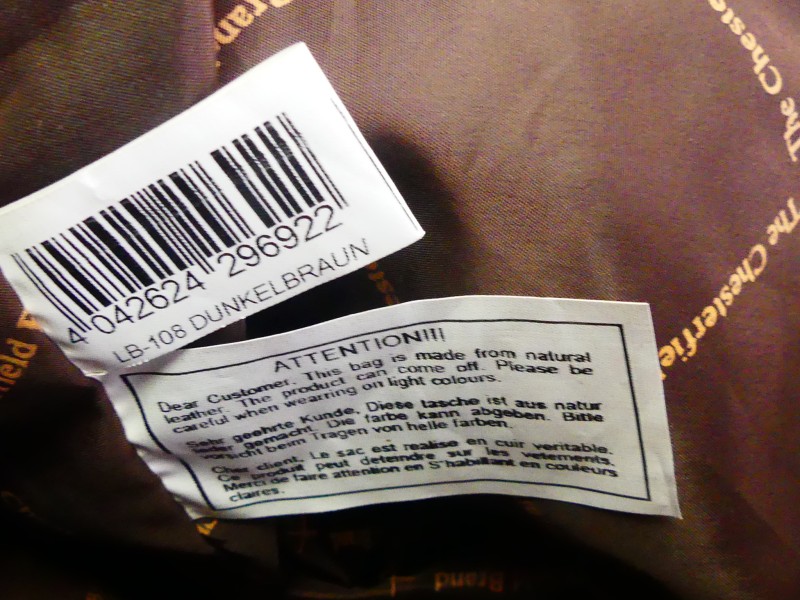 Brand
The Chesterfie
The Chester
4 042624 296922
LB-108 DUNKELBRAUN
ATTENTION!!!
Dear Customer. This bag is made from natural
leather. The product can come off. Please be
careful when wearring on light colours.
Sehr geehrte Kunde, Diese tasche ist aus natur
leder gemacht. Die farbe kann abgeben. Bitte
vorsicht beim Tragen von helle farben.
Cher client, Le sac est realise en cuir veritable.
Ce produit peut deteindre sur les vetements.
Merci de faire attention en S'habillant en couleurs
claires.
field
Brand